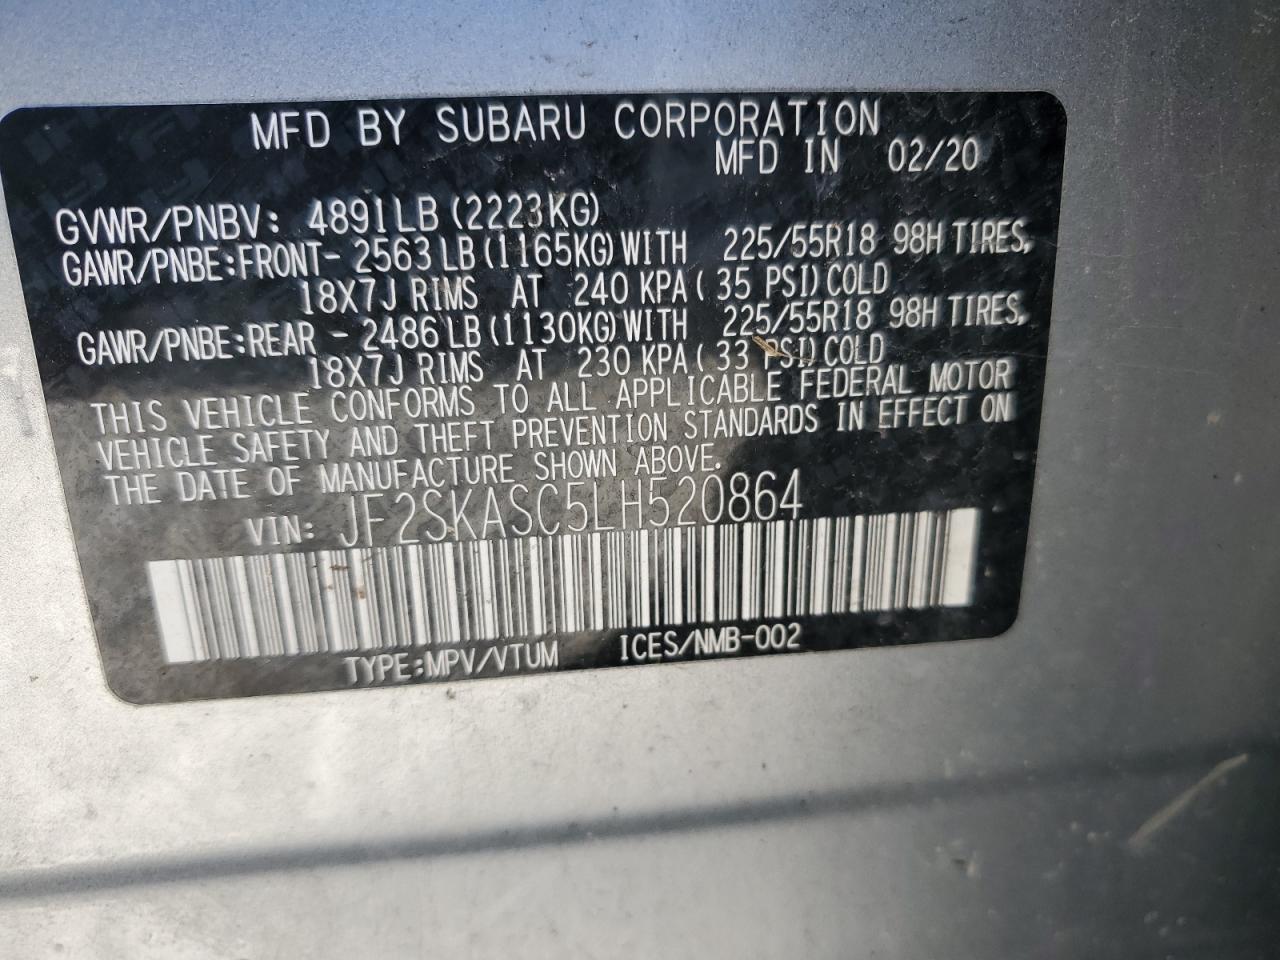 MFD BY SUBARU CORPORATION
MFD IN 02/20
GVWR/PNBV: 4891LB (2223KG)
GAWR/PNBE:FRONT- 2563 LB (1165KG) WITH 225/55R18 98H TIRES,
18X7J RIMS AT 240 KPA ( 35 PSI) COLD
GAWR/PNBE:REAR - 2486 LB (1130KG) WITH 225/55R18 98H TIRES,
18X7J RIMS AT 230 KPA ( 33 PSI) COLD
THIS VEHICLE CONFORMS TO ALL APPLICABLE FEDERAL MOTOR
VEHICLE SAFETY AND THEFT PREVENTION STANDARDS IN EFFECT ON
THE DATE OF MANUFACTURE SHOWN ABOVE.
VIN: JF2SKASC5LH520864
TYPE:MPV/VTUM ICES/NMB-002